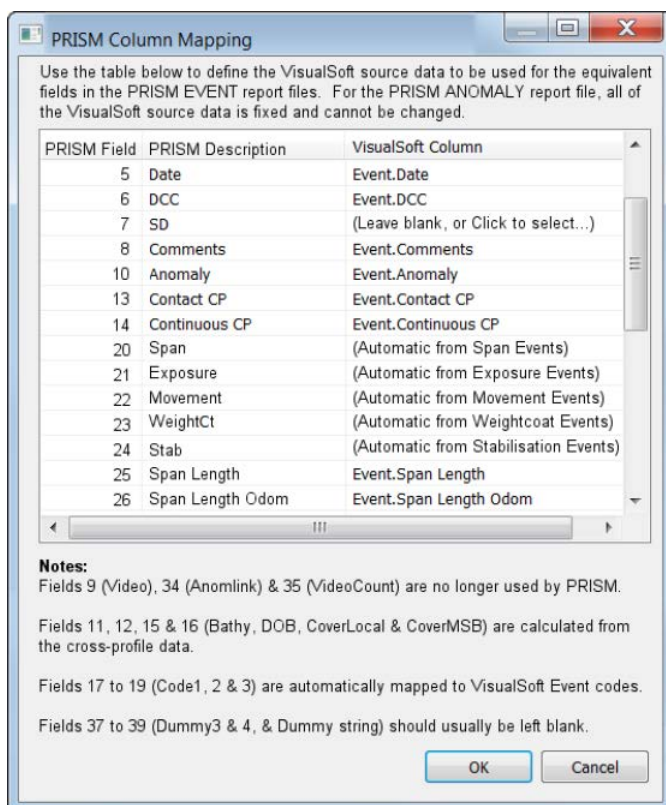 PRISM Column Mapping
Use the table below to define the VisualSoft source data to be used for the equivalent
fields in the PRISM EVENT report files. For the PRISM ANOMALY report file, all of
the VisualSoft source data is fixed and cannot be changed.
PRISM Field PRISM Description VisualSoft Column
5 Date Event.Date
6 DCC Event.DCC
7 SD (Leave blank, or Click to select...)
8 Comments Event.Comments
10 Anomaly Event.Anomaly
13 Contact CP Event.Contact CP
14 Continuous CP Event.Continuous CP
20 Span (Automatic from Span Events)
21 Exposure (Automatic from Exposure Events)
22 Movement (Automatic from Movement Events)
23 WeightCt (Automatic from Weightcoat Events)
24 Stab (Automatic from Stabilisation Events)
25 Span Length Event.Span Length
26 Span Length Odom Event.Span Length Odom
Notes:
Fields 9 (Video), 34 (Anomlink) & 35 (VideoCount) are no longer used by PRISM.
Fields 11, 12, 15 & 16 (Bathy, DOB, CoverLocal & CoverMSB) are calculated from
the cross-profile data.
Fields 17 to 19 (Code1, 2 & 3) are automatically mapped to VisualSoft Event codes.
Fields 37 to 39 (Dummy3 & 4, & Dummy string) should usually be left blank.
OK Cancel